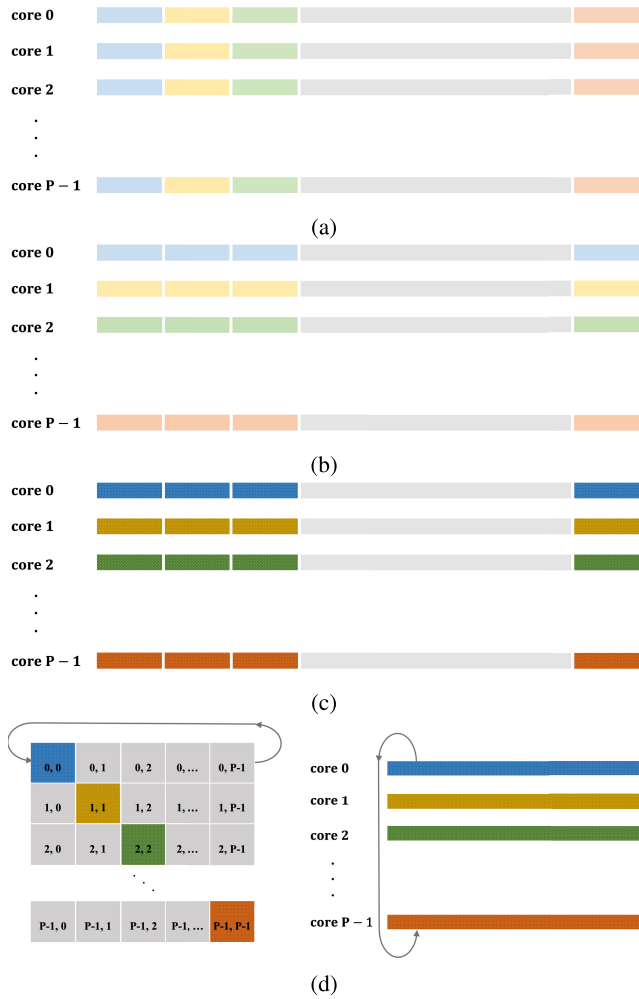 core 0
core 1
core 2
.
.
.
core P − 1
(a)
core 0
core 1
core 2
.
.
.
core P − 1
(b)
core 0
core 1
core 2
.
.
.
core P − 1
(c)
0, 0 0, 1 0, 2 0, ... 0, P-1
1, 0 1, 1 1, 2 1, ... 1, P-1
2, 0 2, 1 2, 2 2, ... 2, P-1
. . .
P-1, 0 P-1, 1 P-1, 2 P-1, ... P-1, P-1
core 0
core 1
core 2
.
.
.
core P − 1
(d)